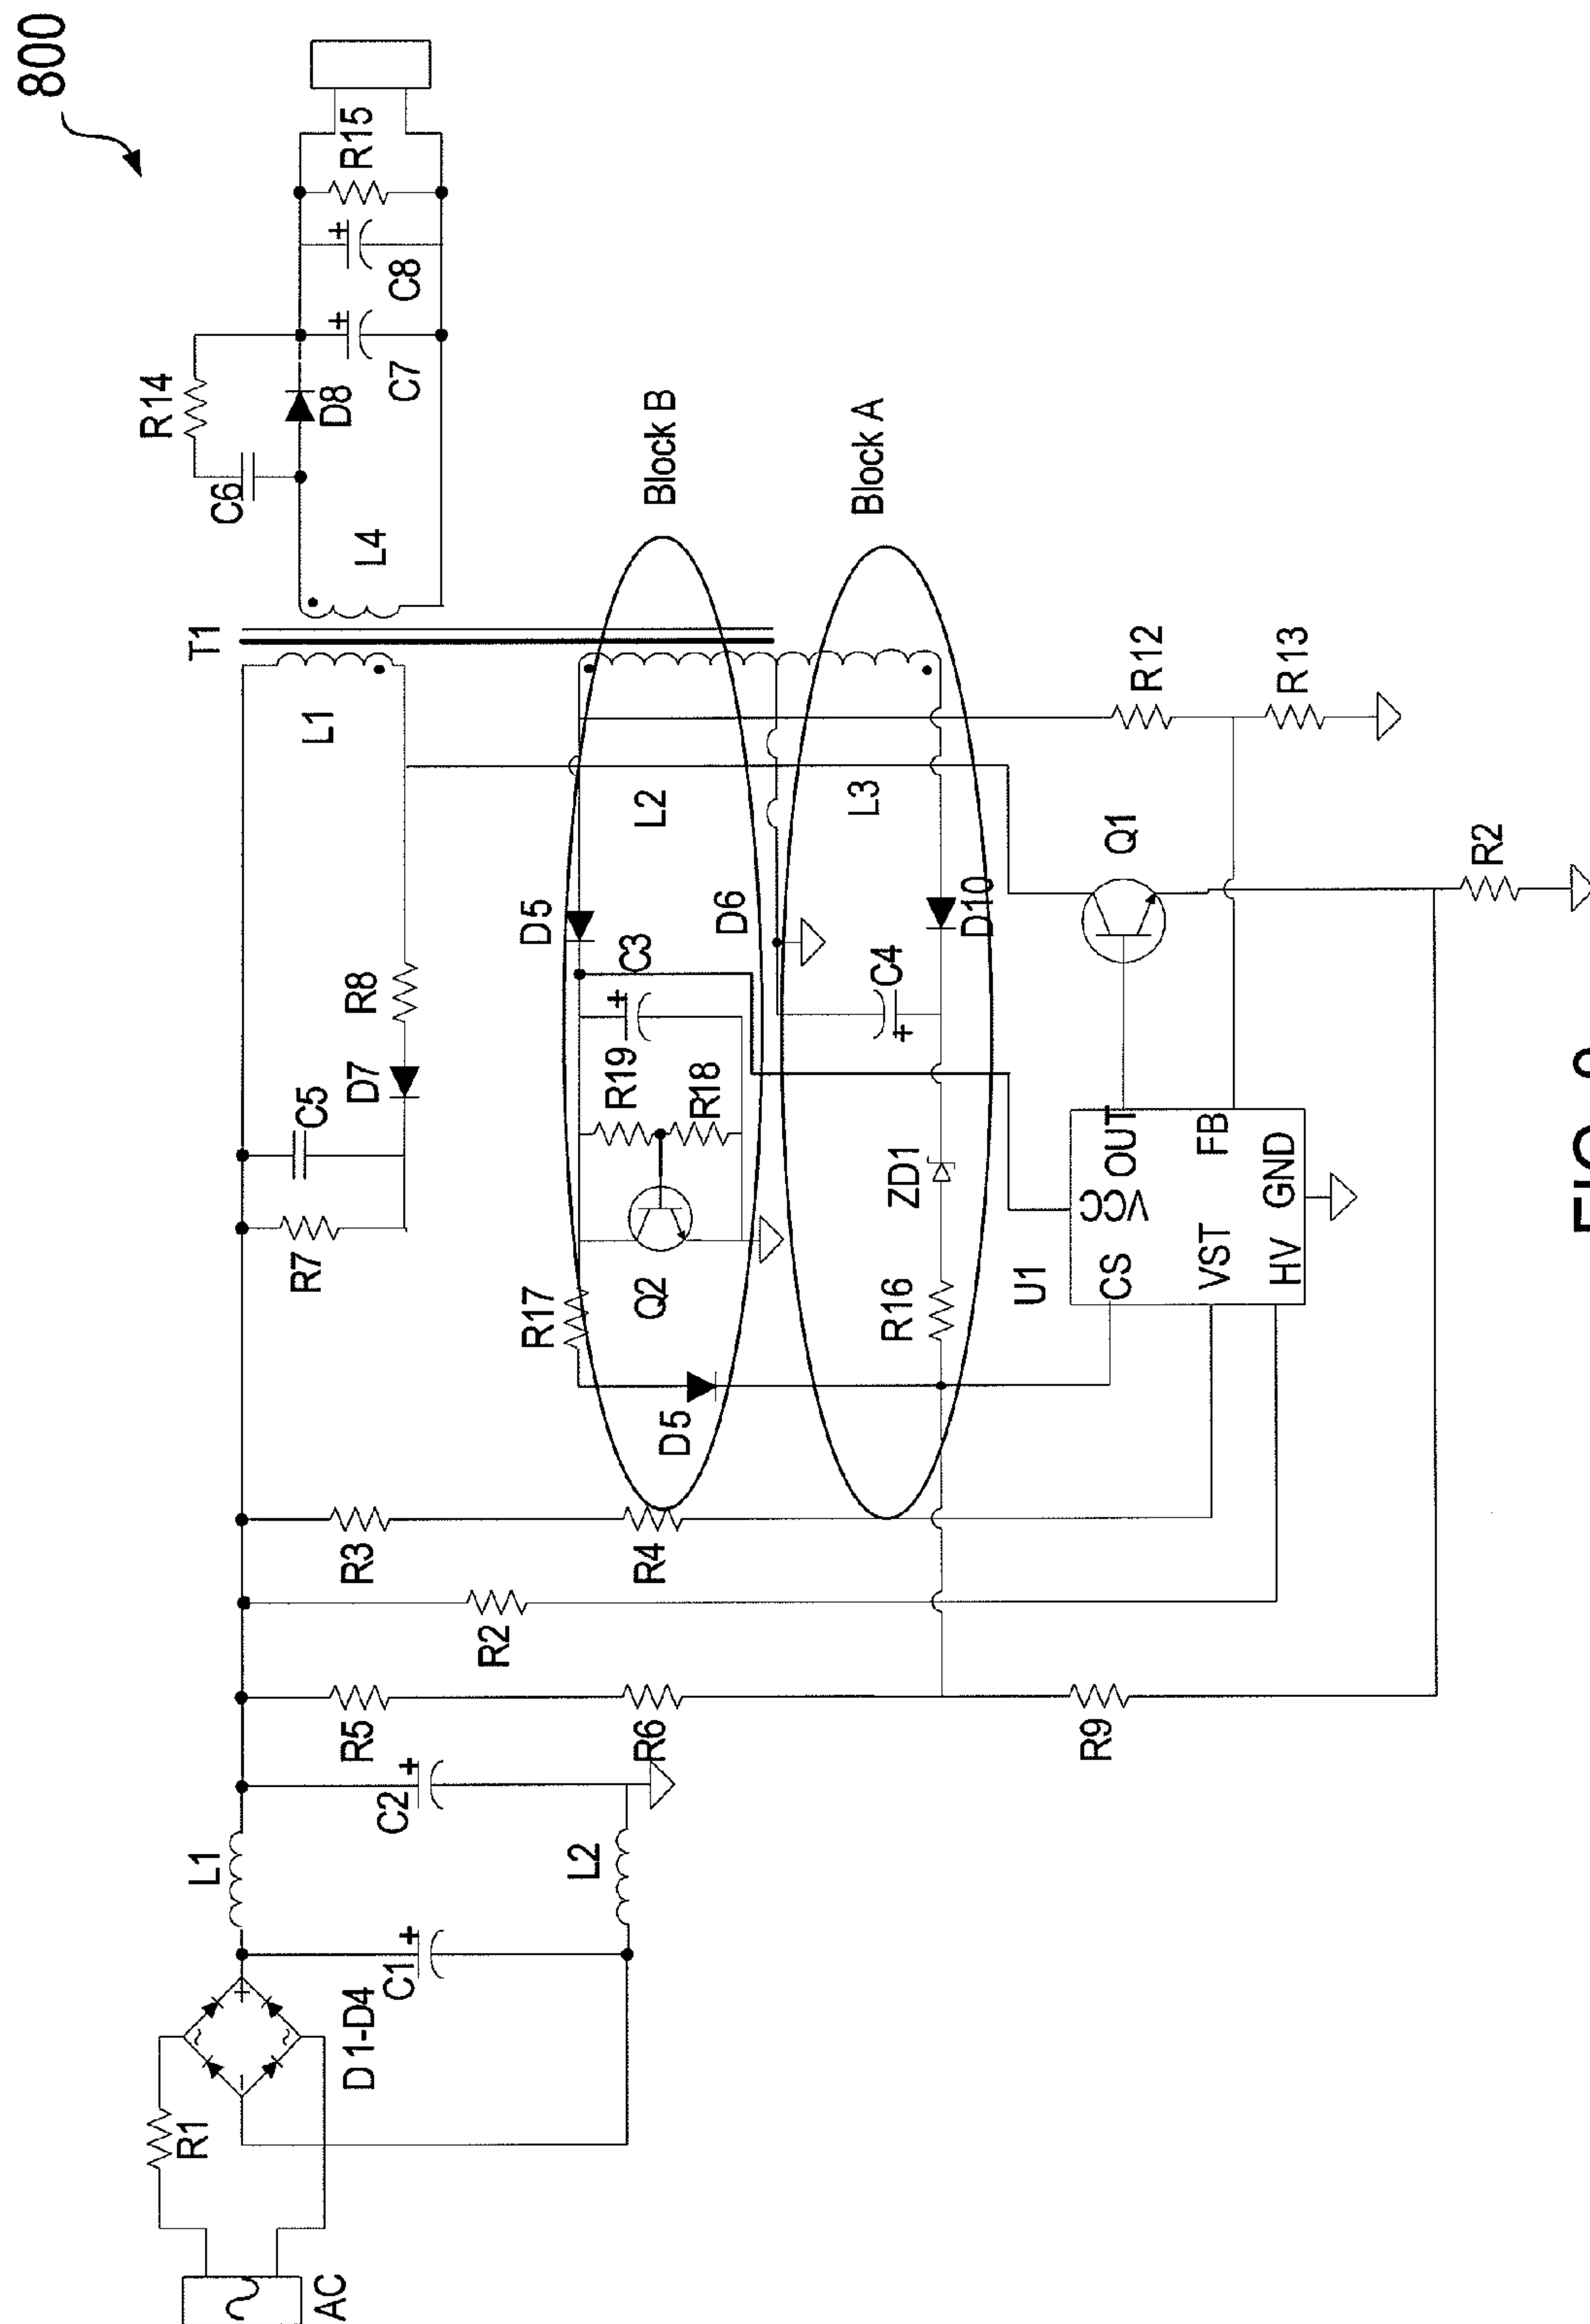 800
R14
C6
D8
C7
C8
R15
L4
T1
L1
R8
D7
C5
R7
Block B
Block A
L2
L3
D5
C3
D6
D10
C4
R19
R18
Q2
R17
D5
ZD1
R16
R12
R13
Q1
R2
U1
VCC
OUT
CS
FB
VST
HV
GND
R3
R4
R2
R5
R6
R9
L1
C2
L2
C1
D1-D4
R1
AC